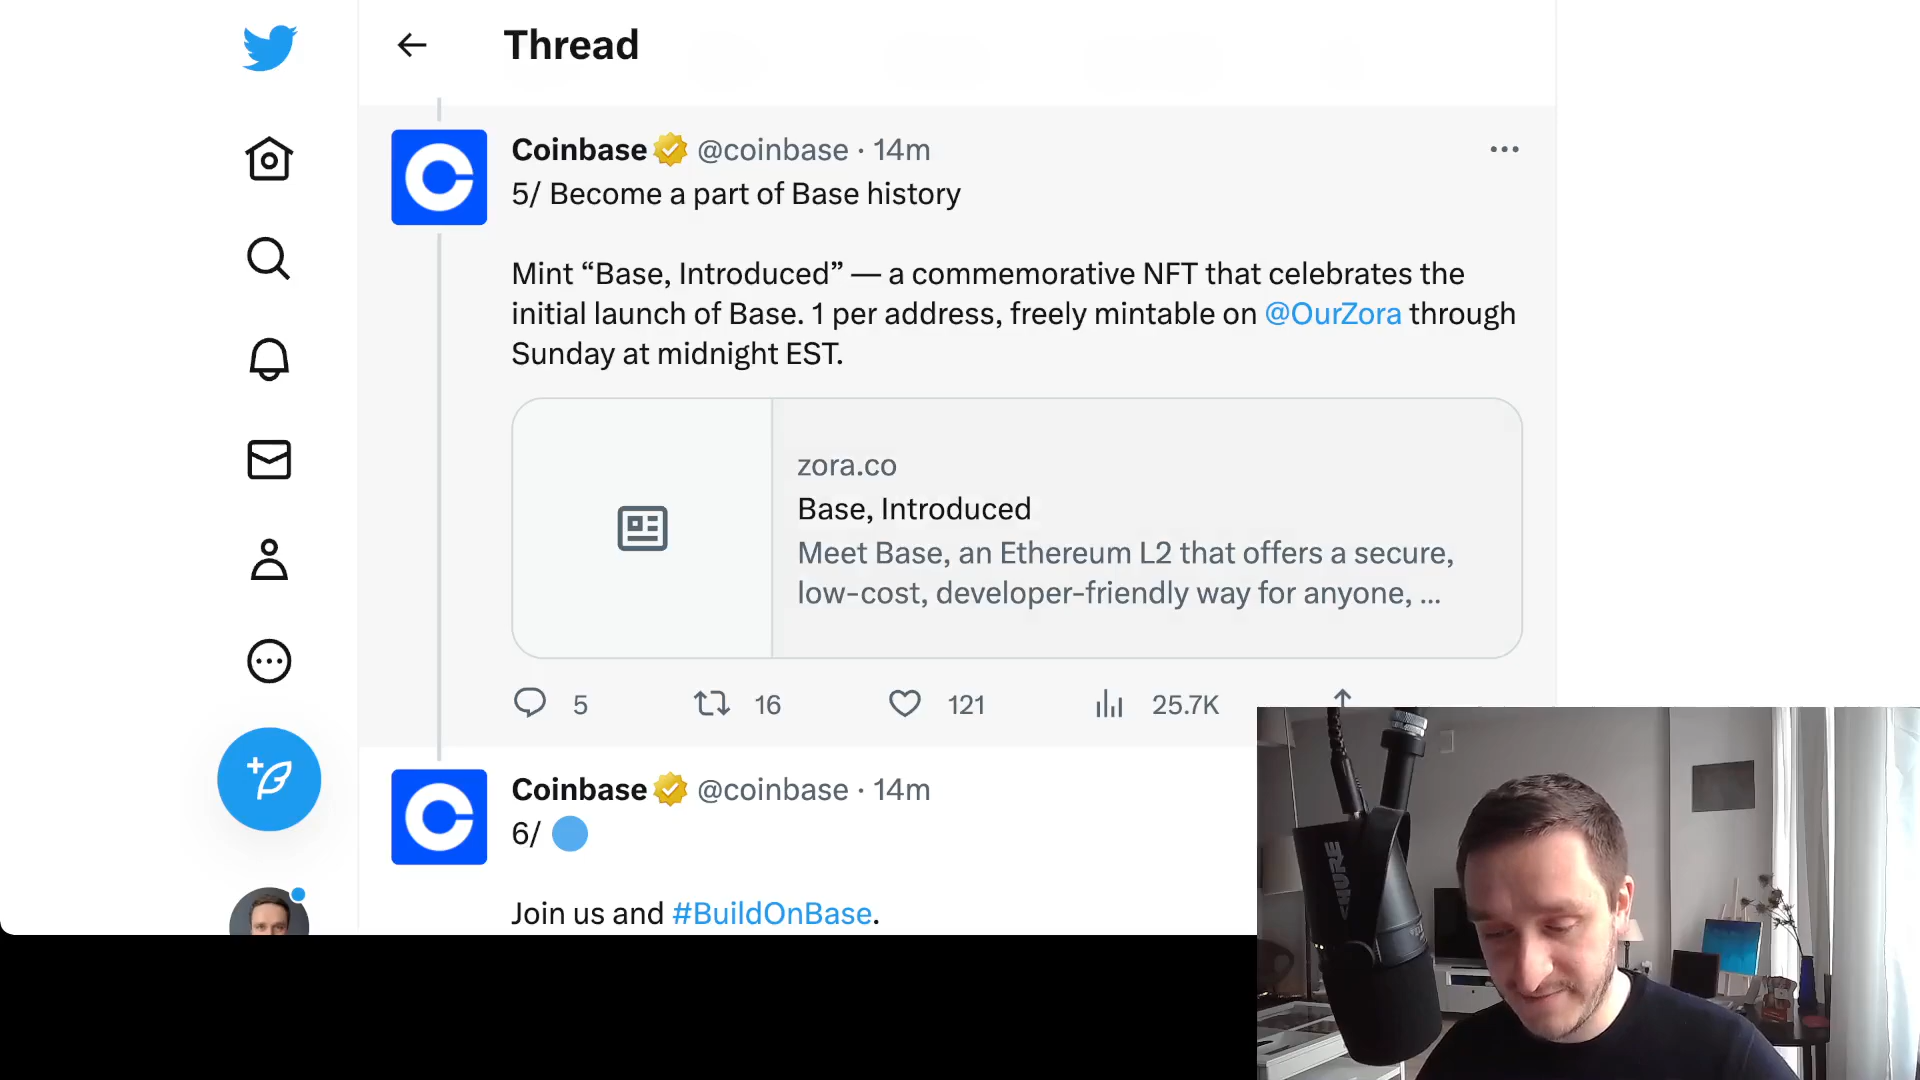 Thread
Coinbase @coinbase · 14m
5/ Become a part of Base history
Mint “Base, Introduced” — a commemorative NFT that celebrates the
initial launch of Base. 1 per address, freely mintable on @OurZora through
Sunday at midnight EST.
zora.co
Base, Introduced
Meet Base, an Ethereum L2 that offers a secure,
low-cost, developer-friendly way for anyone, ...
5 16 121 25.7K
Coinbase @coinbase · 14m
6/
Join us and #BuildOnBase.
SHURE